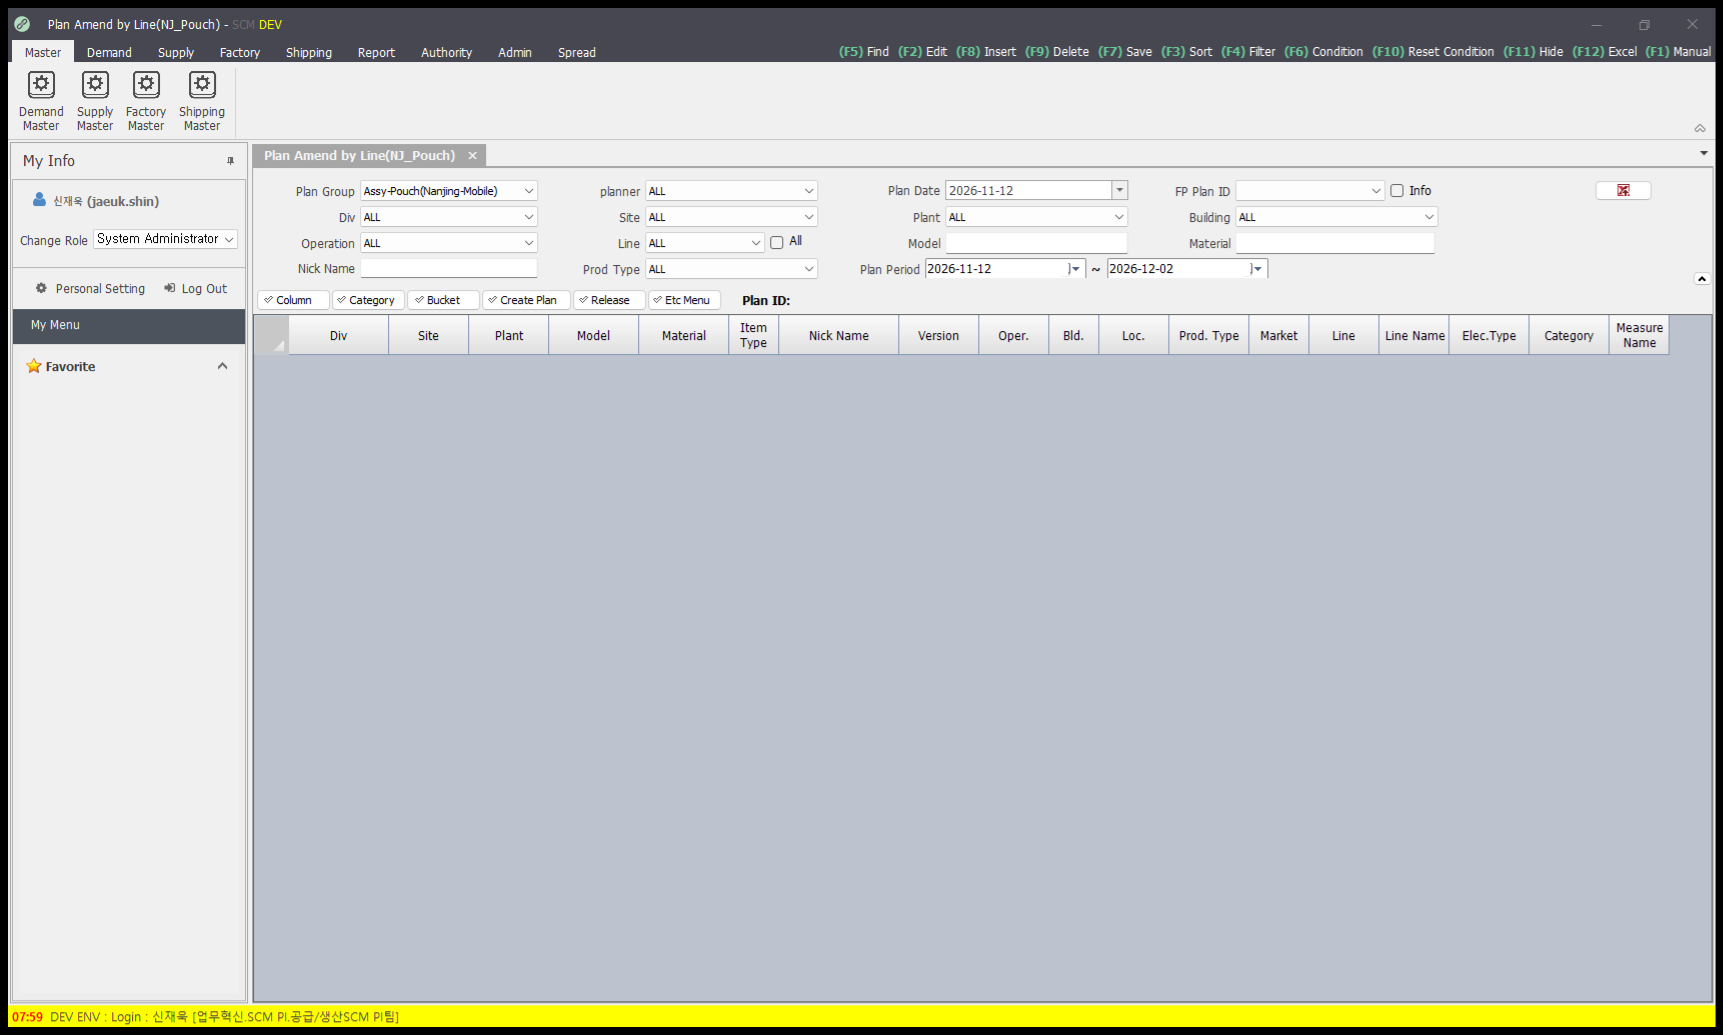 Plan Amend by Line(NJ_Pouch) - SCM DEV
Master Demand Supply Factory Shipping Report Authority Admin Spread (F5) Find (F2) Edit (F8) Insert (F9) Delete (F7) Save (F3) Sort (F4) Filter (F6) Condition (F10) Reset Condition (F11) Hide (F12) Excel (F1) Manual
Demand Master
Supply Master
Factory Master
Shipping Master
My Info
신재욱 (jaeuk.shin)
Change Role System Administrator
Personal Setting Log Out
My Menu
Favorite
Plan Amend by Line(NJ_Pouch)
Plan Group Assy-Pouch(Nanjing-Mobile) planner ALL Plan Date 2026-11-12 FP Plan ID Info
Div ALL Site ALL Plant ALL Building ALL
Operation ALL Line ALL All Model Material
Nick Name Prod Type ALL Plan Period 2026-11-12 ~ 2026-12-02
Column Category Bucket Create Plan Release Etc Menu Plan ID:
Div Site Plant Model Material Item Type Nick Name Version Oper. Bld. Loc. Prod. Type Market Line Line Name Elec.Type Category Measure Name
07:59 DEV ENV : Login : 신재욱 [업무혁신.SCM PI.공급/생산SCM PI팀]